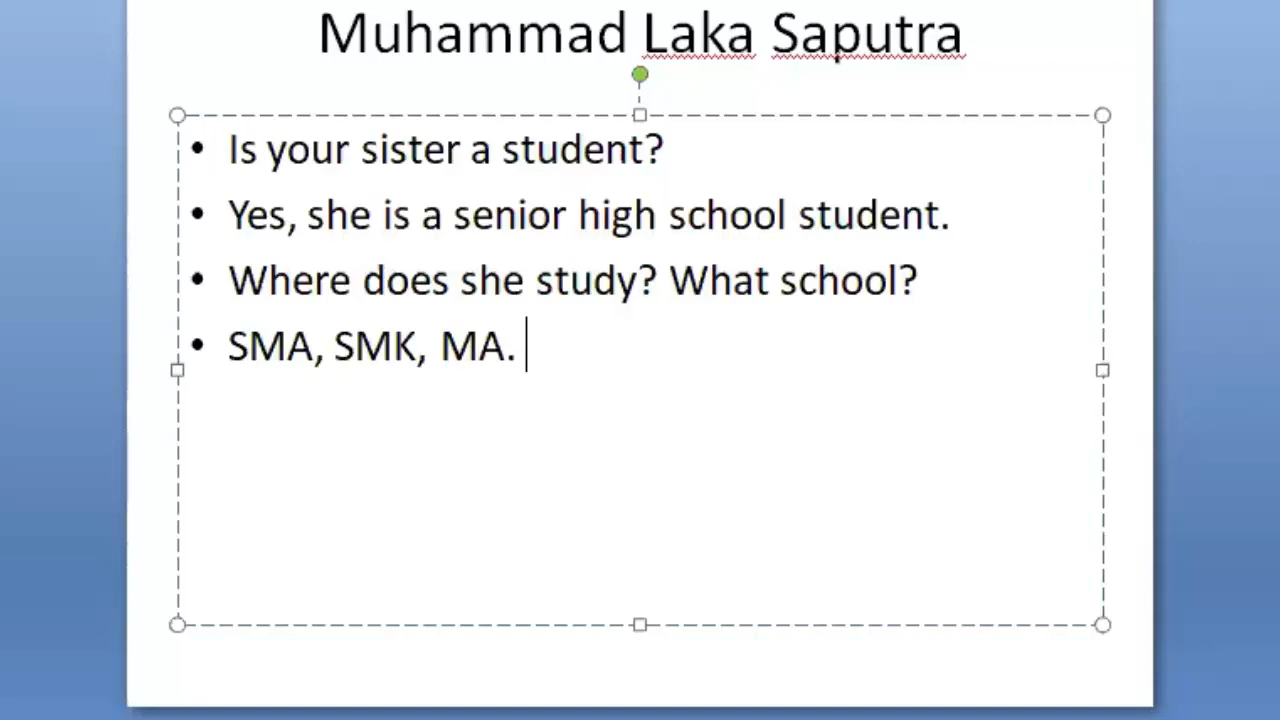 Muhammad Laka Saputra
• Is your sister a student?
• Yes, she is a senior high school student.
• Where does she study? What school?
• SMA, SMK, MA.